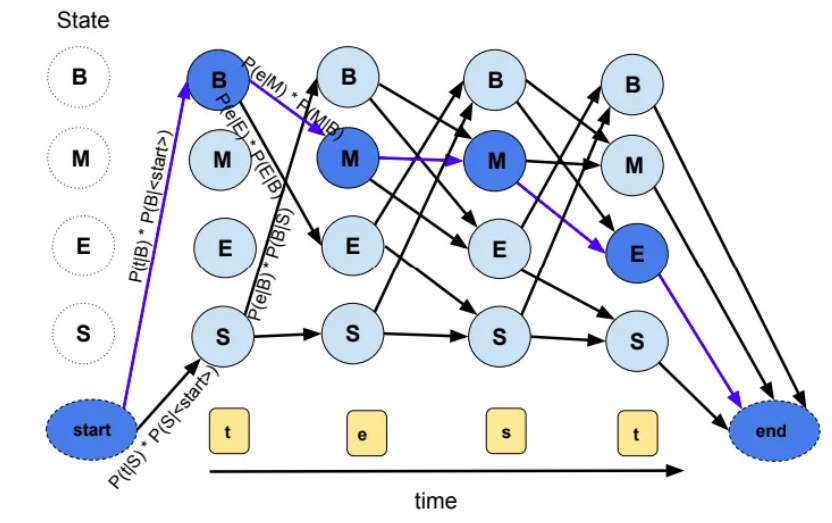 State
B B B B B
M M M M M
E E E E E
S S S S S
P(t|B) * P(B|<start>)
P(e|M) * P(M|B)
P(e|E) * P(E|B)
P(e|B) * P(B|S)
P(t|S) * P(S|<start>)
start t e s t end
time